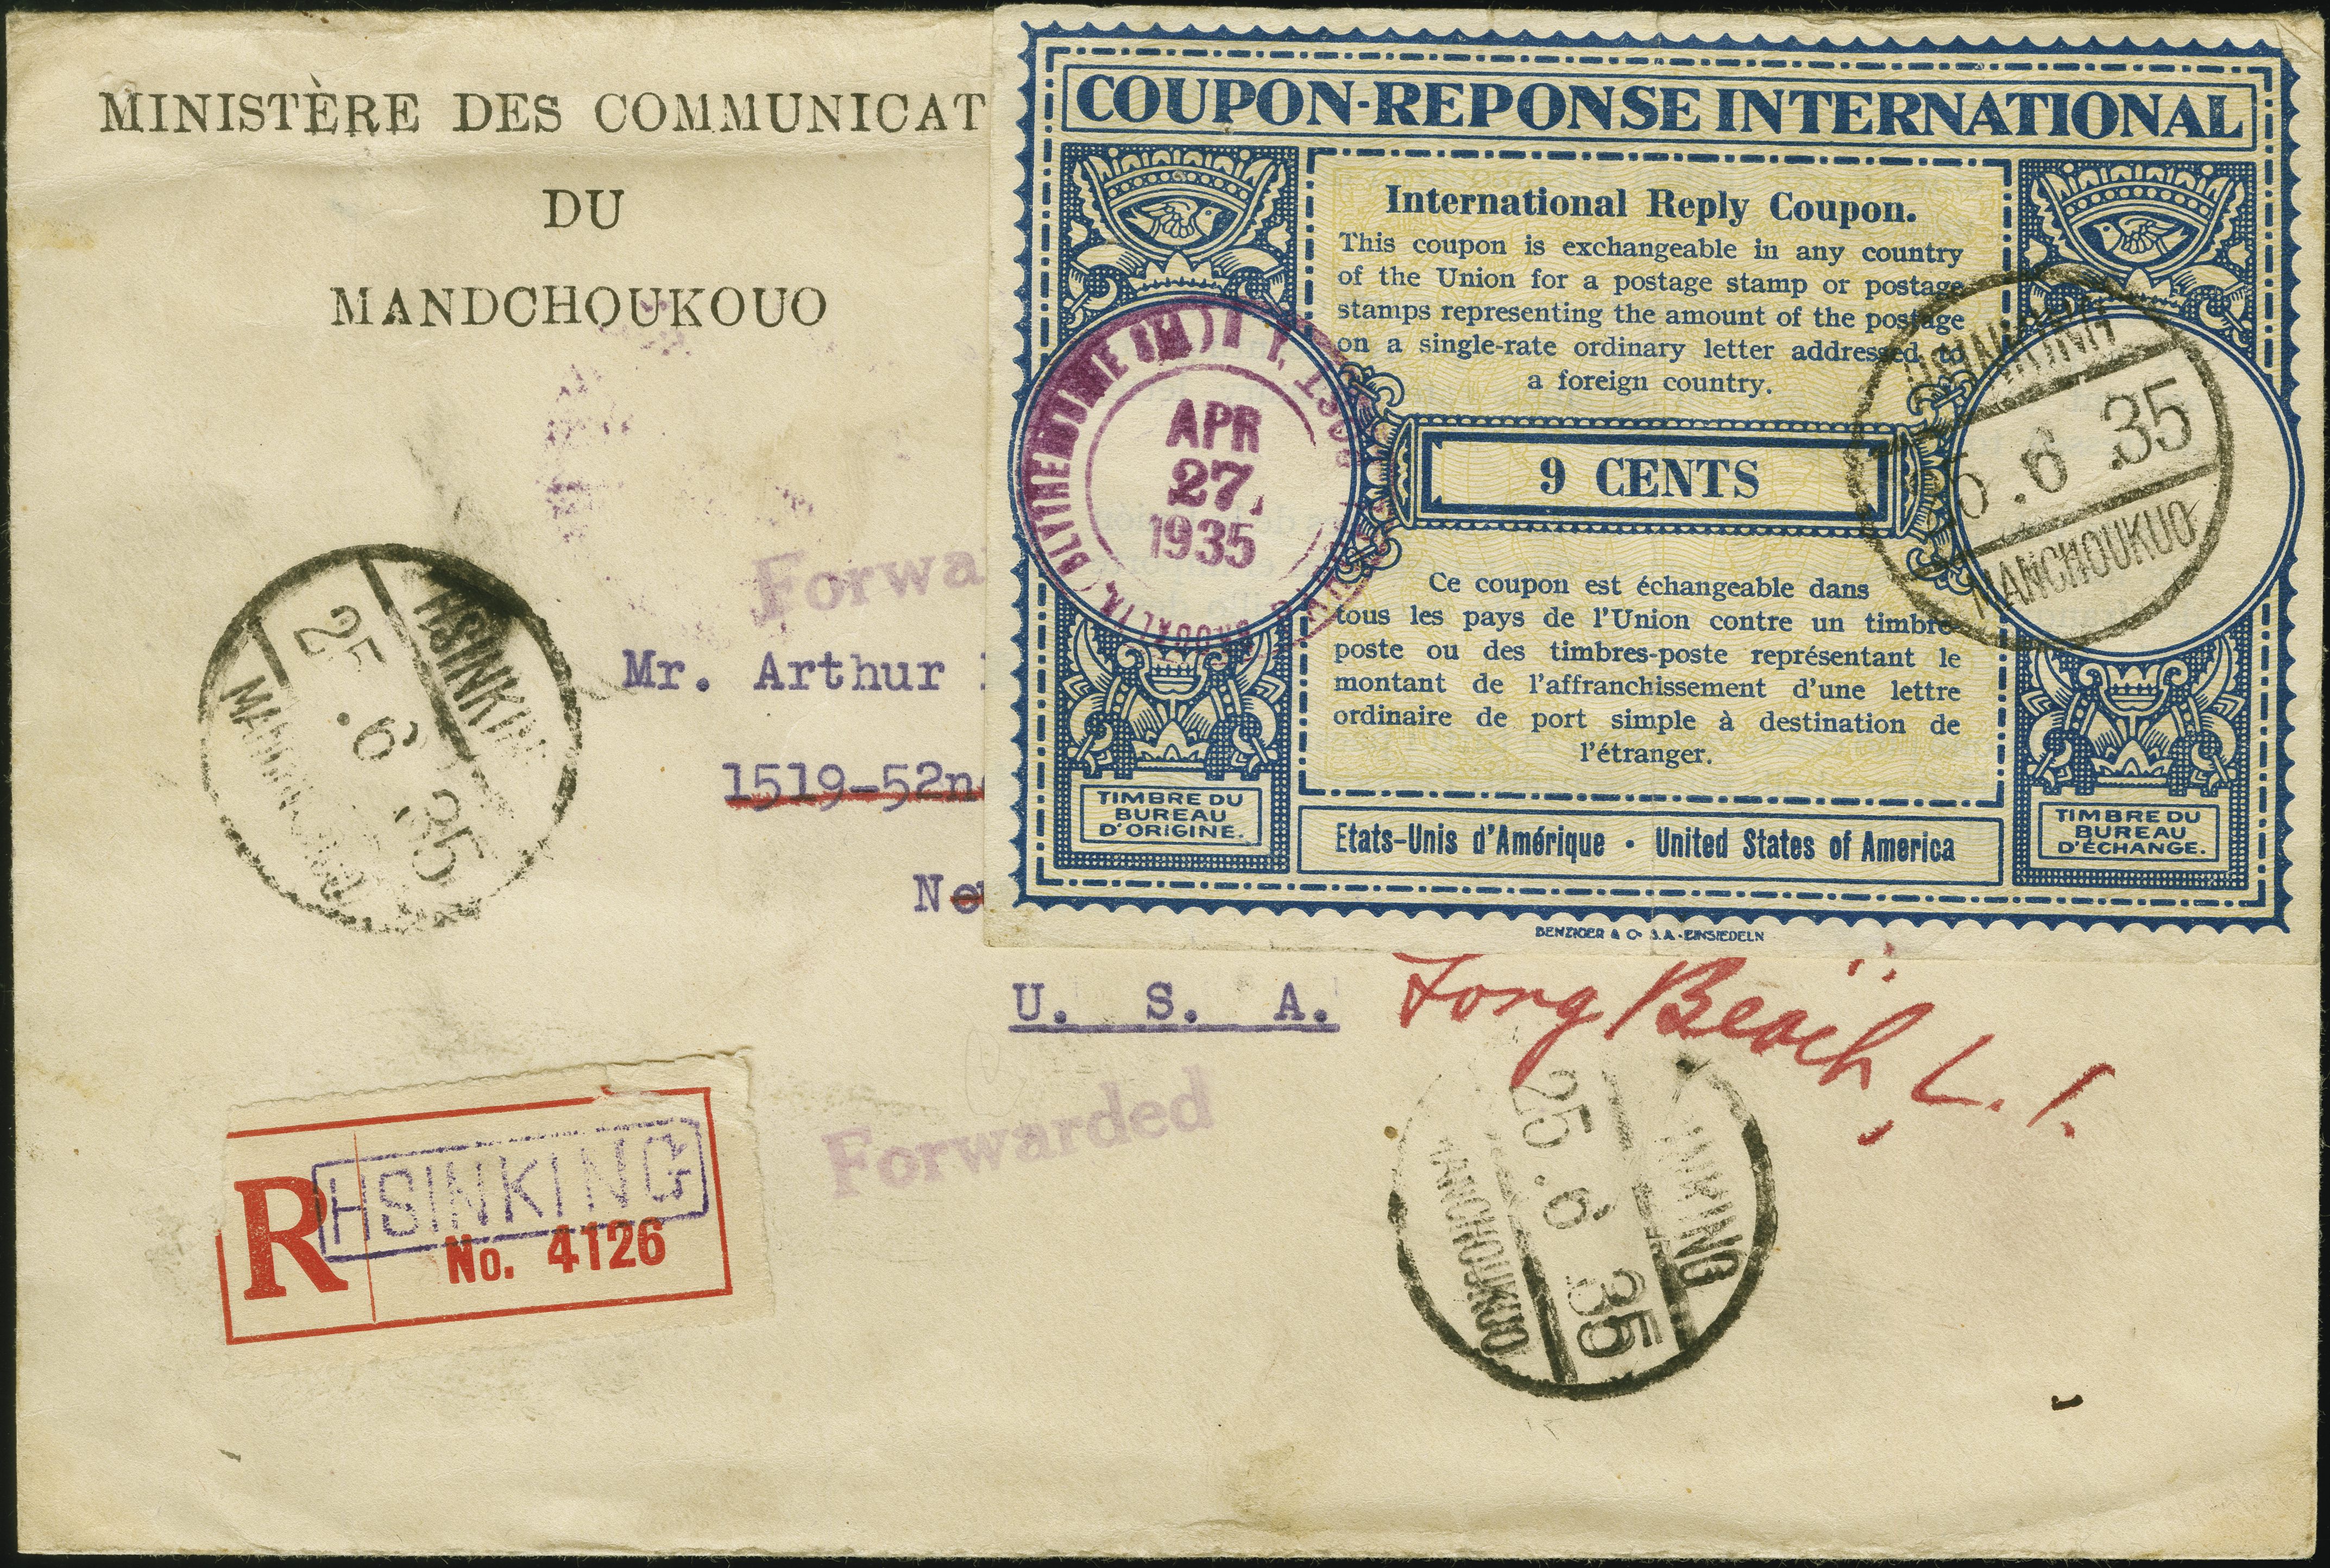 MINISTÈRE DES COMMUNICAT
DU
MANDCHOUKOUO
Forwa
Mr. Arthur
1519-52n
Ne
U. S. A.
Long Beach, L. I.
Forwarded
HSINKIN
25 .6 .35
R
HSINKING
No. 4126
25 .6 35
MANCHOUKUO
COUPON-REPONSE INTERNATIONAL
International Reply Coupon.
This coupon is exchangeable in any country
of the Union for a postage stamp or postage
stamps representing the amount of the postage
on a single-rate ordinary letter addressed to
a foreign country.
9 CENTS
Ce coupon est échangeable dans
tous les pays de l'Union contre un timbre-
poste ou des timbres-poste représentant le
montant de l'affranchissement d'une lettre
ordinaire de port simple à destination de
l'étranger.
Etats-Unis d'Amérique · United States of America
TIMBRE DU
BUREAU
D'ORIGINE.
TIMBRE DU
BUREAU
D'ÉCHANGE.
BENZIGER & Co S.A. - EINSIEDELN
APR
27,
1935
.6 .35
MANCHOUKUO